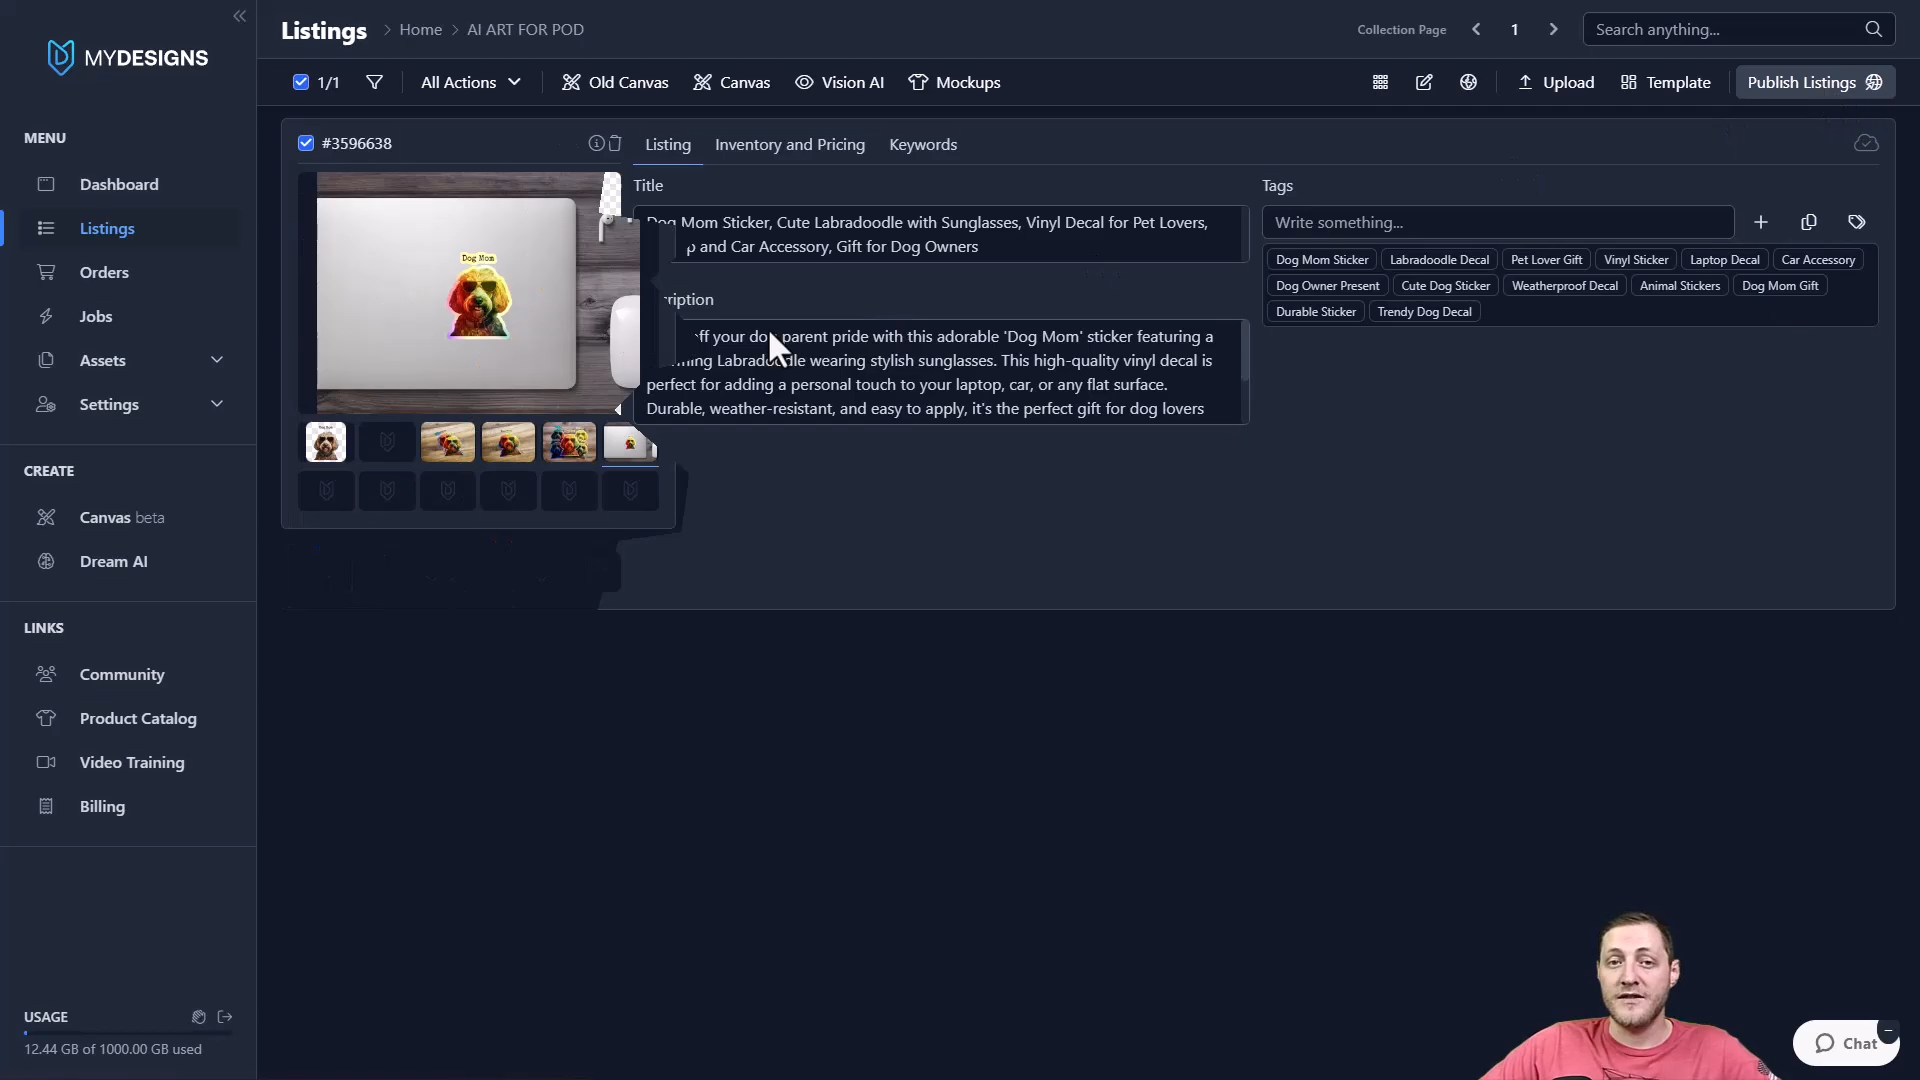 MYDESIGNS
Listings
Home
AI ART FOR POD
Collection Page
1
Search anything...
1/1
All Actions
Old Canvas
Canvas
Vision AI
Mockups
Upload
Template
Publish Listings
MENU
Dashboard
Listings
Orders
Jobs
Assets
Settings
CREATE
Canvas beta
Dream AI
LINKS
Community
Product Catalog
Video Training
Billing
USAGE
12.44 GB of 1000.00 GB used
#3596638
Dog Mom
Listing
Inventory and Pricing
Keywords
Title
Dog Mom Sticker, Cute Labradoodle with Sunglasses, Vinyl Decal for Pet Lovers,
and Car Accessory, Gift for Dog Owners
your dog parent pride with this adorable 'Dog Mom' sticker featuring a
Labradoodle wearing stylish sunglasses. This high-quality vinyl decal is
perfect for adding a personal touch to your laptop, car, or any flat surface.
Durable, weather-resistant, and easy to apply, it's the perfect gift for dog lovers
Tags
Write something...
Dog Mom Sticker
Labradoodle Decal
Pet Lover Gift
Vinyl Sticker
Laptop Decal
Car Accessory
Dog Owner Present
Cute Dog Sticker
Weatherproof Decal
Animal Stickers
Dog Mom Gift
Durable Sticker
Trendy Dog Decal
Chat